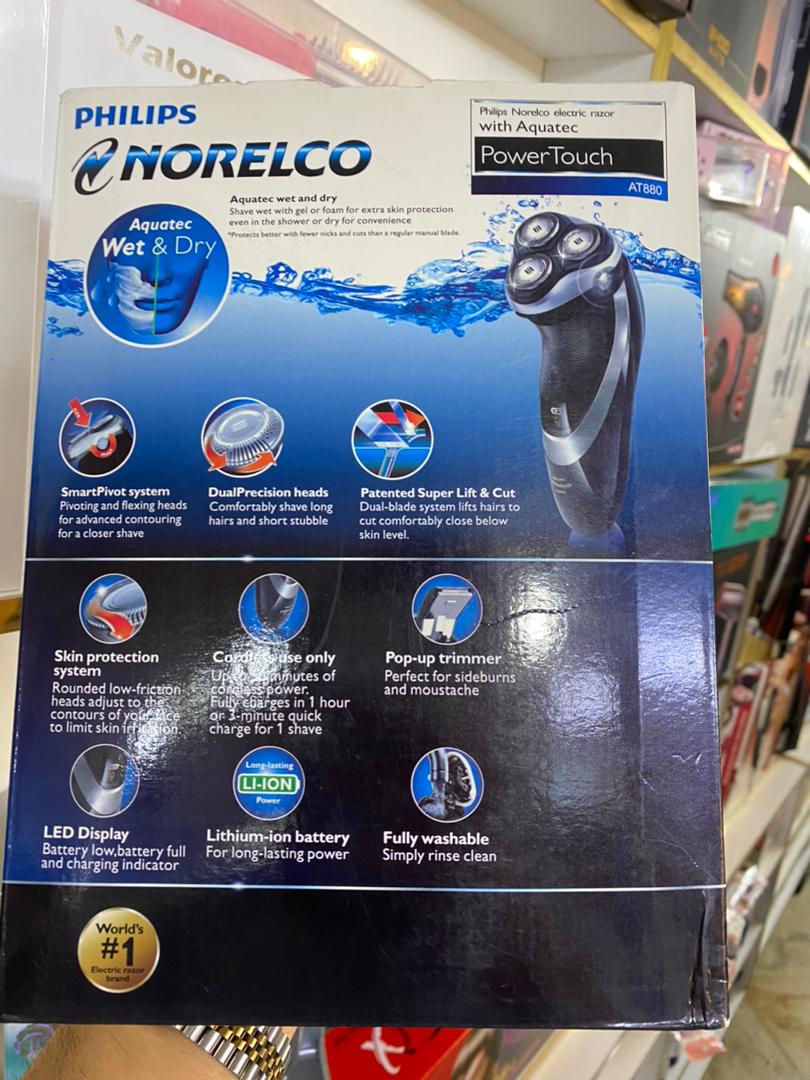 Valore
PHILIPS
NORELCO
Philips Norelco electric razor
with Aquatec
PowerTouch
AT880
Aquatec
Wet & Dry
Aquatec wet and dry
Shave wet with gel or foam for extra skin protection
even in the shower or dry for convenience
*Protects better with fewer nicks and cuts than a regular manual blade.
SmartPivot system
Pivoting and flexing heads
for advanced contouring
for a closer shave
DualPrecision heads
Comfortably shave long
hairs and short stubble
Patented Super Lift & Cut
Dual-blade system lifts hairs to
cut comfortably close below
skin level.
Skin protection
system
Rounded low-friction
heads adjust to the
contours of your face
to limit skin irritation.
Cordless use only
Up to minutes of
cordless power.
Fully charges in 1 hour
or 3-minute quick
charge for 1 shave
Pop-up trimmer
Perfect for sideburns
and moustache
LED Display
Battery low,battery full
and charging indicator
Long-lasting
LI-ION
Power
Lithium-ion battery
For long-lasting power
Fully washable
Simply rinse clean
World's
#1
Electric razor
brand